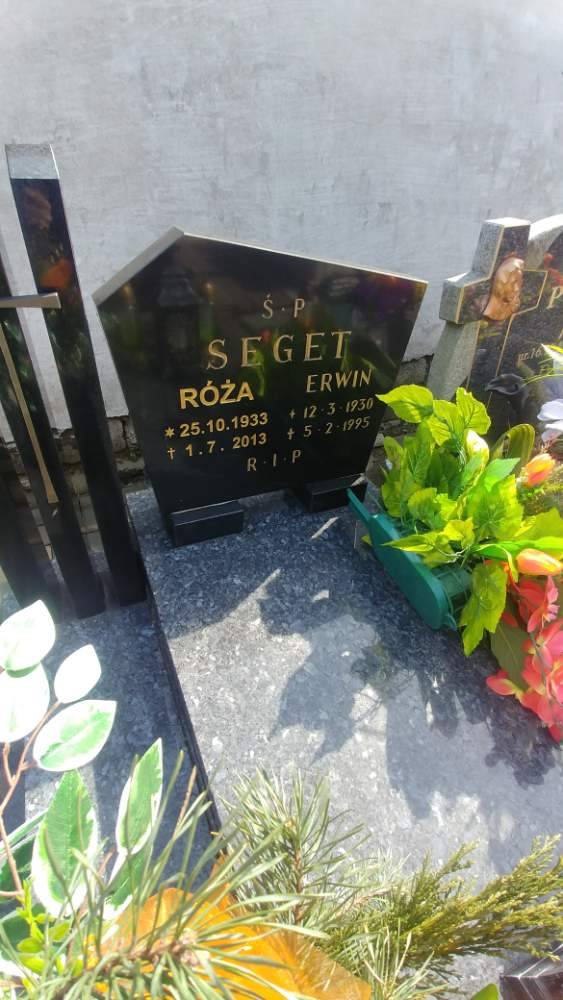 Ś·P
SEGET
RÓŻA
* 25.10.1933
† 1.7.2013
ERWIN
* 12·3·1930
† 5·2·1995
R·I·P